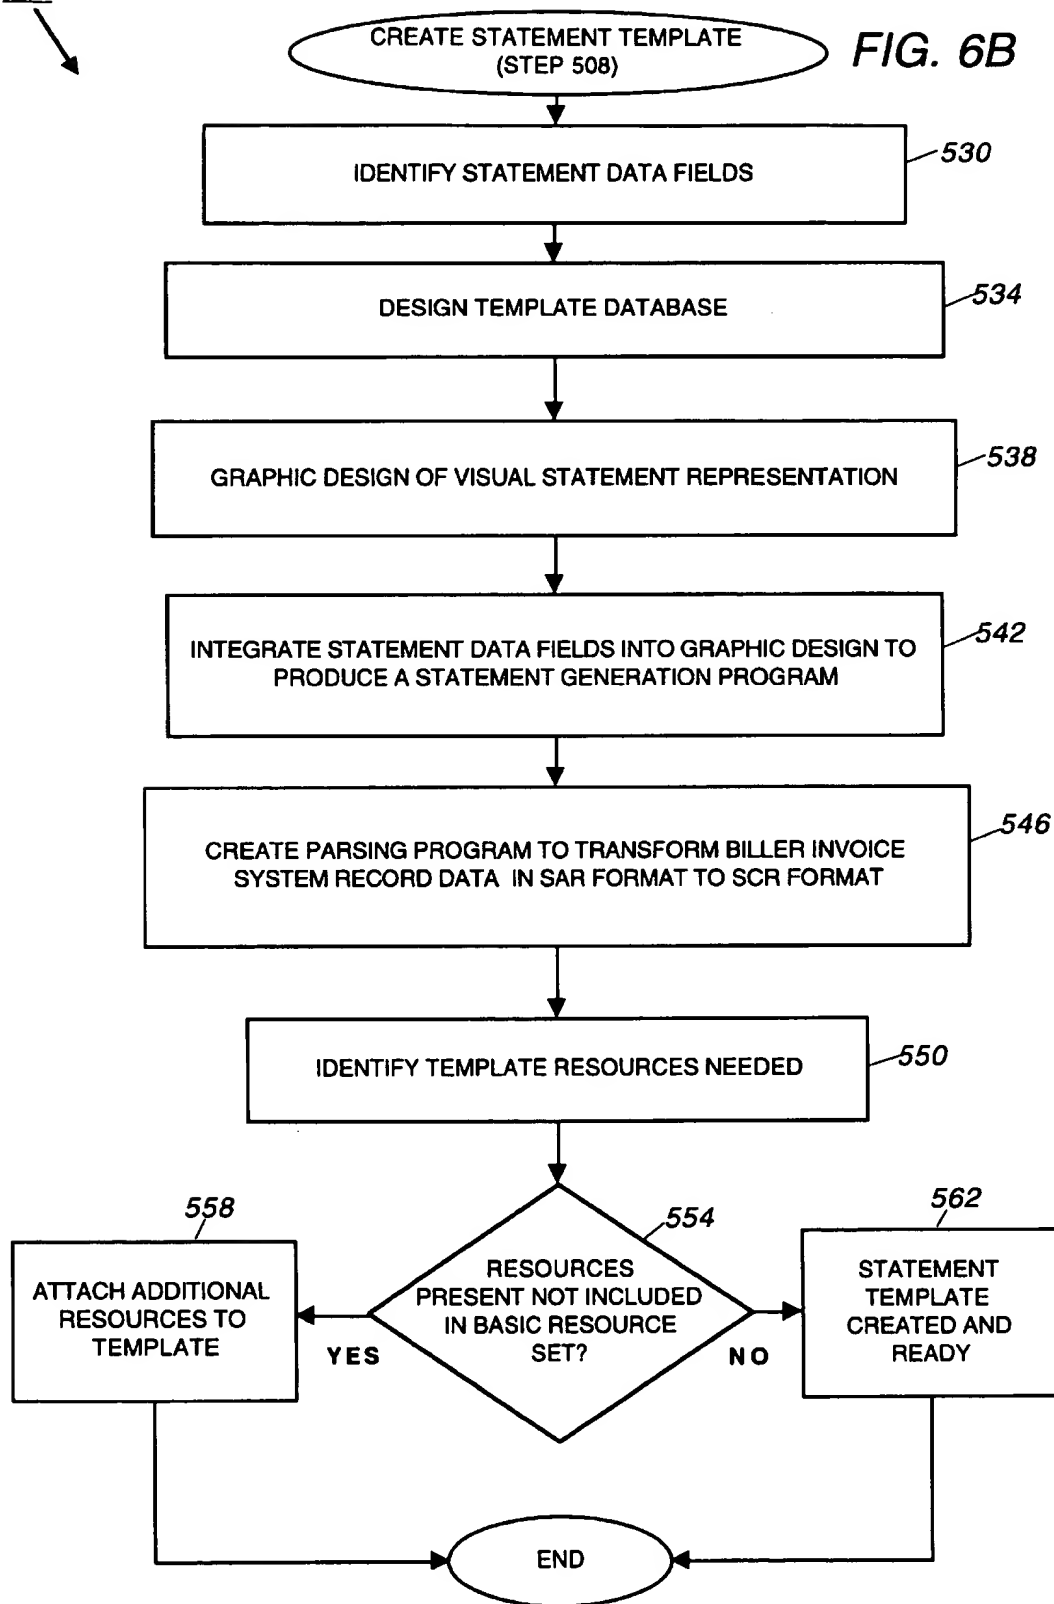 CREATE STATEMENT TEMPLATE
(STEP 508)
FIG. 6B
IDENTIFY STATEMENT DATA FIELDS
530
DESIGN TEMPLATE DATABASE
534
GRAPHIC DESIGN OF VISUAL STATEMENT REPRESENTATION
538
INTEGRATE STATEMENT DATA FIELDS INTO GRAPHIC DESIGN TO
PRODUCE A STATEMENT GENERATION PROGRAM
542
CREATE PARSING PROGRAM TO TRANSFORM BILLER INVOICE
SYSTEM RECORD DATA IN SAR FORMAT TO SCR FORMAT
546
IDENTIFY TEMPLATE RESOURCES NEEDED
550
558
ATTACH ADDITIONAL
RESOURCES TO
TEMPLATE
YES
554
RESOURCES
PRESENT NOT INCLUDED
IN BASIC RESOURCE
SET?
NO
562
STATEMENT
TEMPLATE
CREATED AND
READY
END